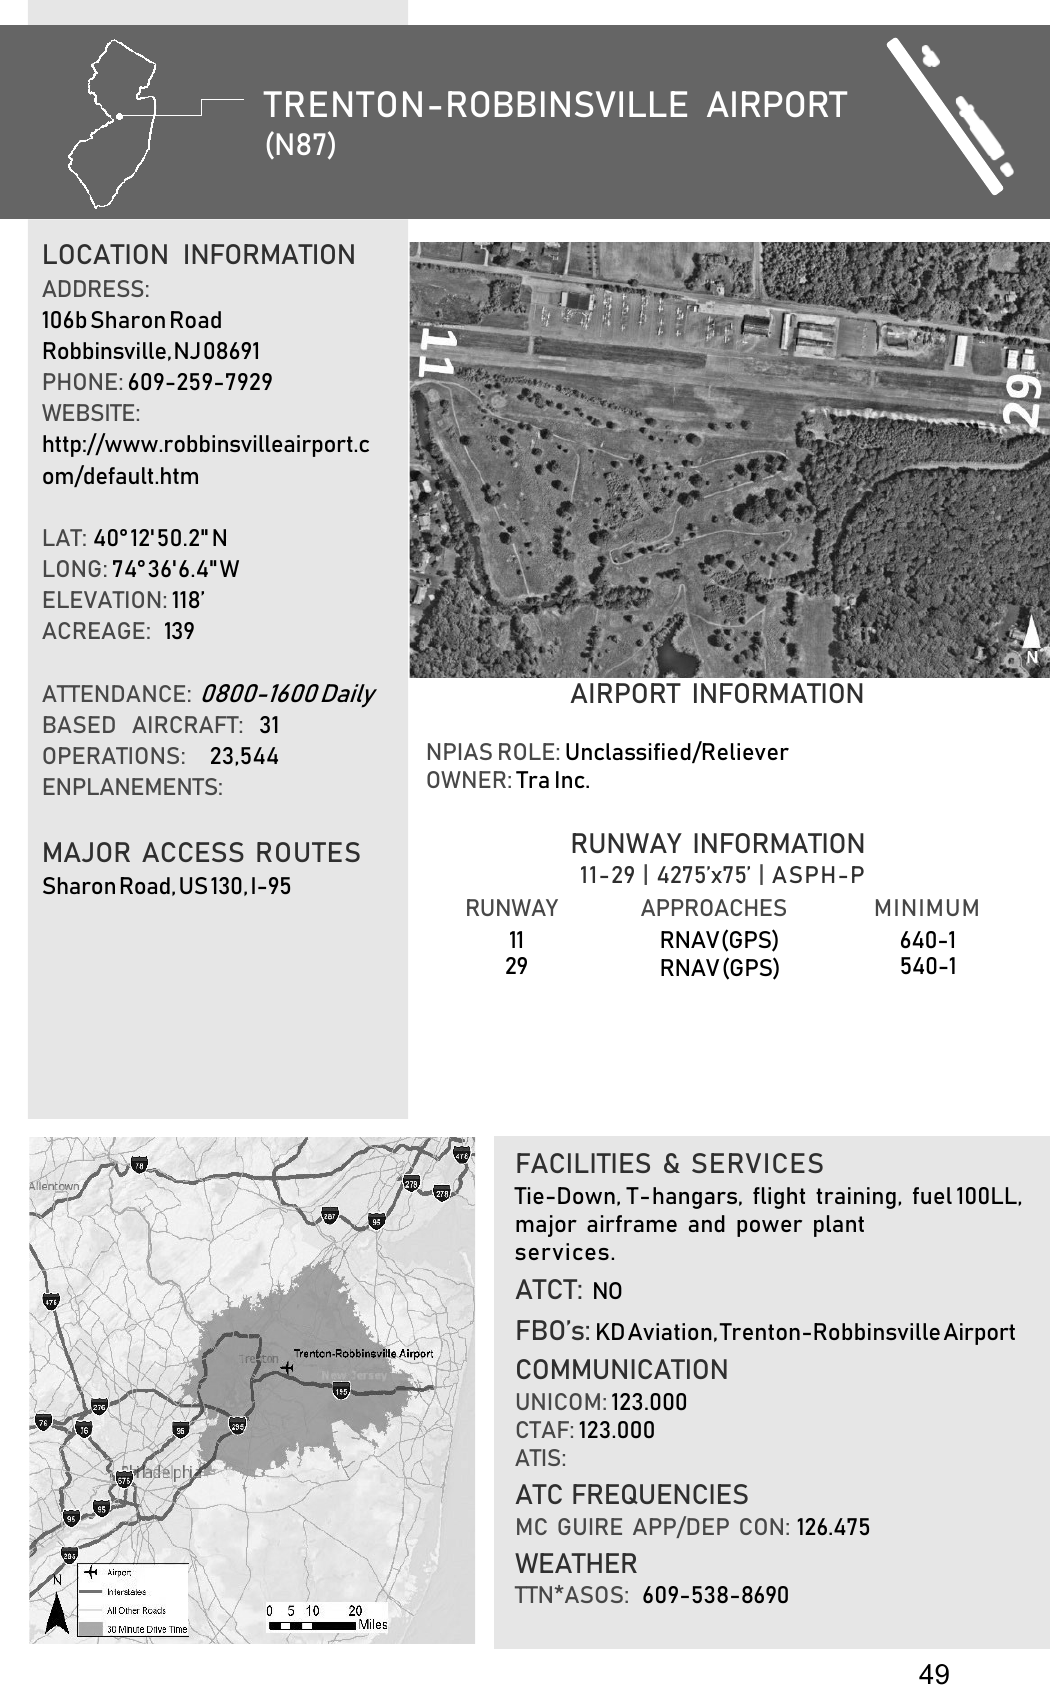 TRENTON-ROBBINSVILLE AIRPORT
(N87)
LOCATION INFORMATION
ADDRESS:
106b Sharon Road
Robbinsville, NJ 08691
PHONE: 609-259-7929
WEBSITE:
http://www.robbinsvilleairport.c
om/default.htm
LAT: 40°12'50.2" N
LONG: 74°36'6.4" W
ELEVATION: 118’
ACREAGE: 139
ATTENDANCE: 0800-1600 Daily
BASED AIRCRAFT: 31
OPERATIONS: 23,544
ENPLANEMENTS:
MAJOR ACCESS ROUTES
Sharon Road, US 130, I-95
11
29
N
AIRPORT INFORMATION
NPIAS ROLE: Unclassified/Reliever
OWNER: Tra Inc.
RUNWAY INFORMATION
11-29 | 4275’x75’ | ASPH-P
RUNWAY APPROACHES MINIMUM
11 RNAV (GPS) 640-1
29 RNAV (GPS) 540-1
78
478
Allentown
278
278
287
95
476
Trenton
Trenton-Robbinsville Airport
New Jersey
195
276
76
16
95
295
Philadelphia
676
95
95
295
N
Airport
Interstates
All Other Roads
30 Minute Drive Time
0 5 10 20
Miles
FACILITIES & SERVICES
Tie-Down, T-hangars, flight training, fuel 100LL,
major airframe and power plant
services.
ATCT: NO
FBO’s: KD Aviation, Trenton-Robbinsville Airport
COMMUNICATION
UNICOM: 123.000
CTAF: 123.000
ATIS:
ATC FREQUENCIES
MC GUIRE APP/DEP CON: 126.475
WEATHER
TTN*ASOS: 609-538-8690
49